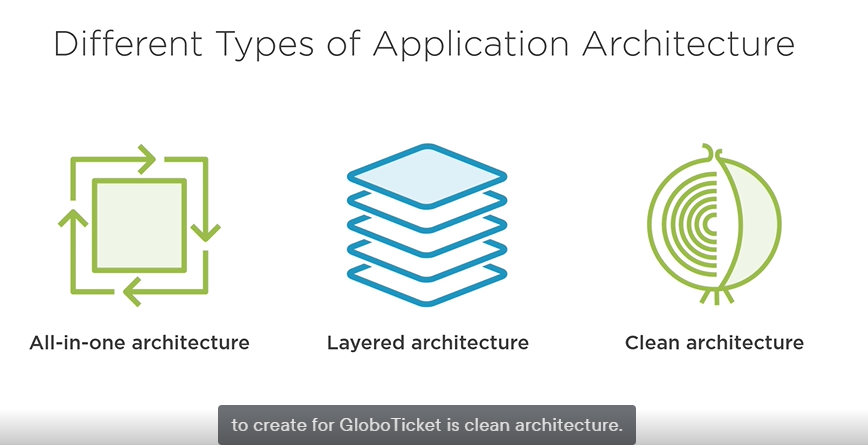 Different Types of Application Architecture
All-in-one architecture
Layered architecture
Clean architecture
to create for GloboTicket is clean architecture.